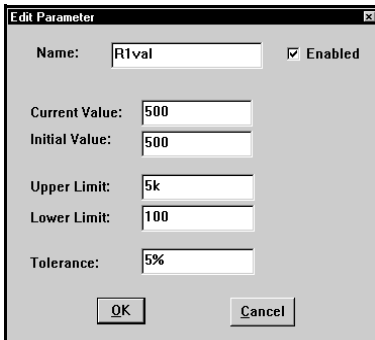 Edit Parameter
Name: R1val Enabled
Current Value: 500
Initial Value: 500
Upper Limit: 5k
Lower Limit: 100
Tolerance: 5%
OK Cancel